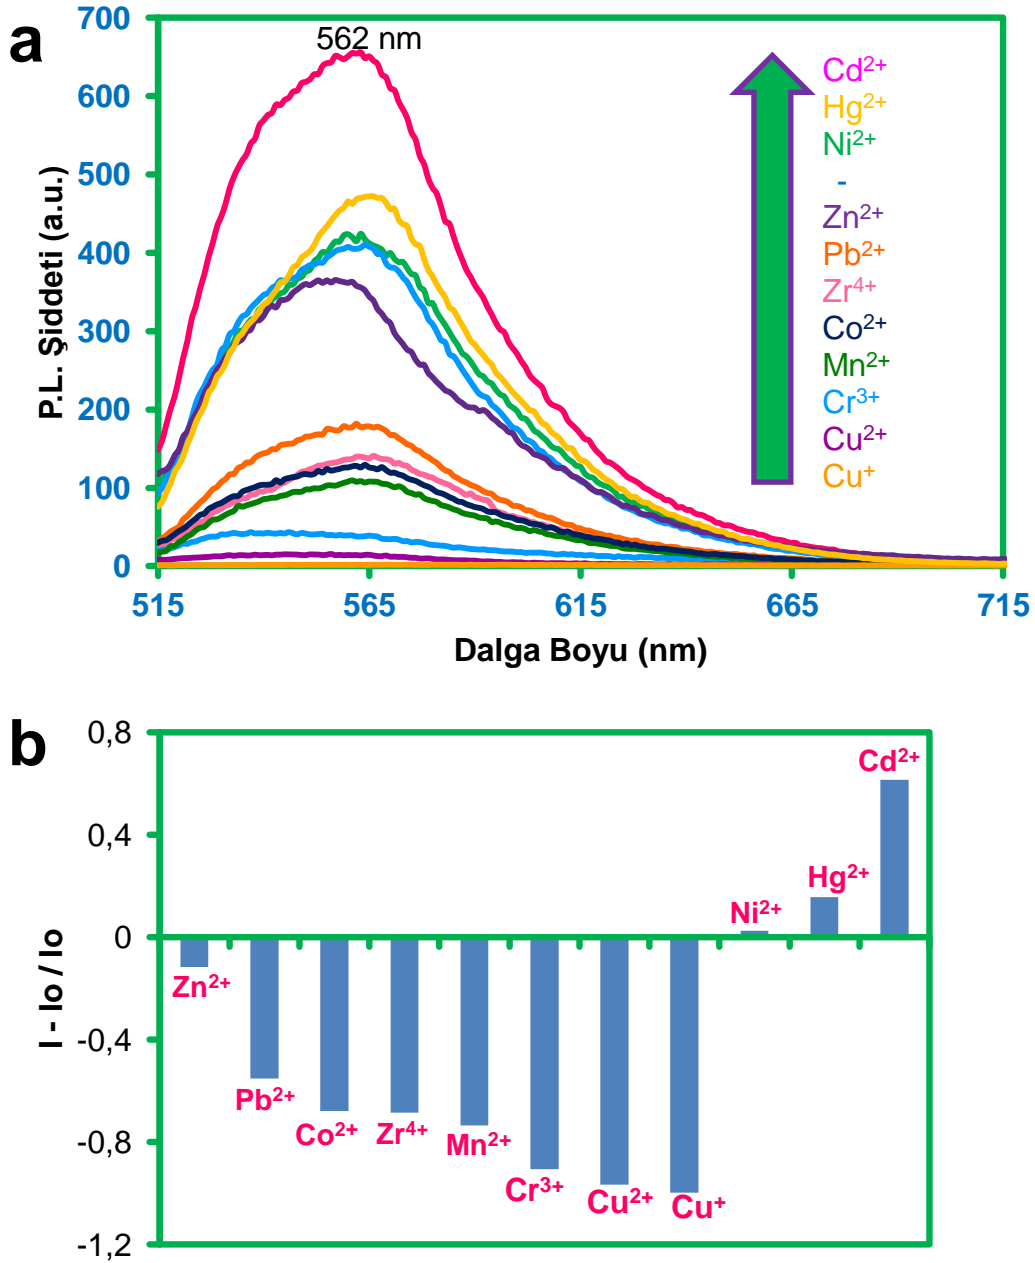 a
700
600
500
400
300
200
100
0
P.L. Şiddeti (a.u.)
562 nm
Cd²⁺
Hg²⁺
Ni²⁺
-
Zn²⁺
Pb²⁺
Zr⁴⁺
Co²⁺
Mn²⁺
Cr³⁺
Cu²⁺
Cu⁺
515 565 615 665 715
Dalga Boyu (nm)
b
0,8
0,4
0
-0,4
-0,8
-1,2
I - Io / Io
Cd²⁺
Hg²⁺
Ni²⁺
Zn²⁺
Pb²⁺
Co²⁺
Zr⁴⁺
Mn²⁺
Cr³⁺
Cu²⁺
Cu⁺